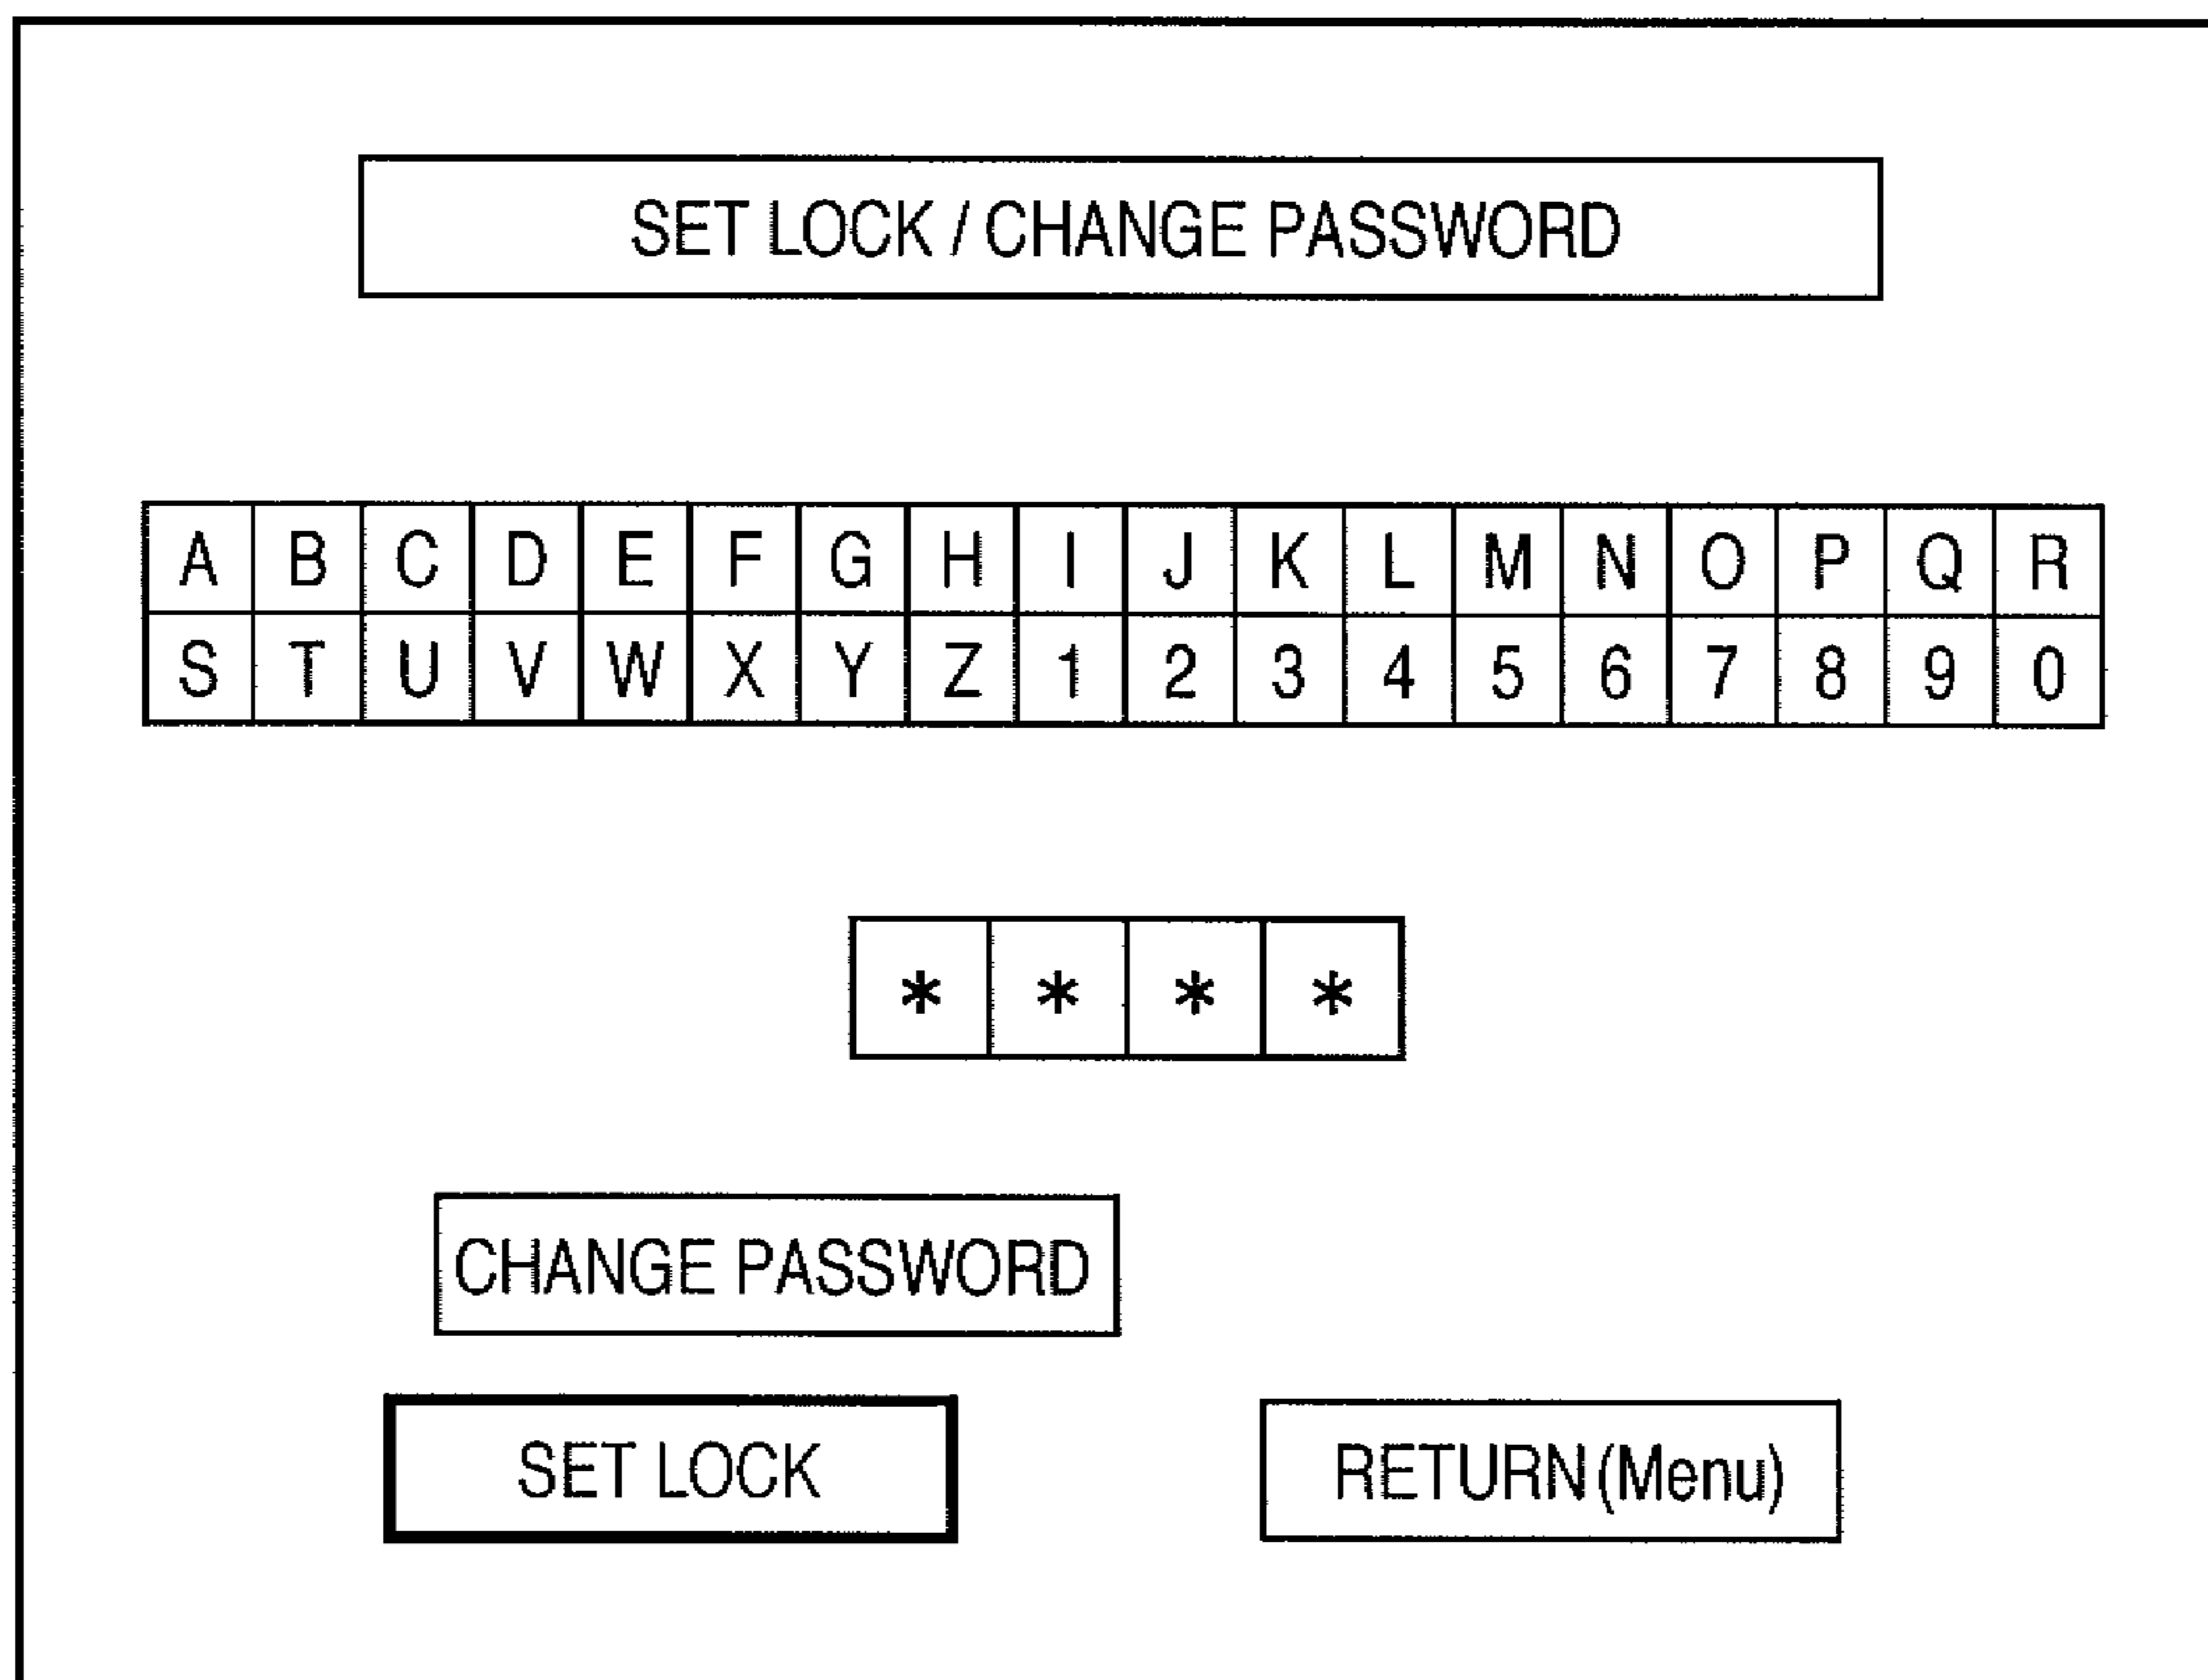 SET LOCK / CHANGE PASSWORD
A B C D E F G H I J K L M N O P Q R
S T U V W X Y Z 1 2 3 4 5 6 7 8 9 0
* * * *
CHANGE PASSWORD
SET LOCK RETURN(Menu)